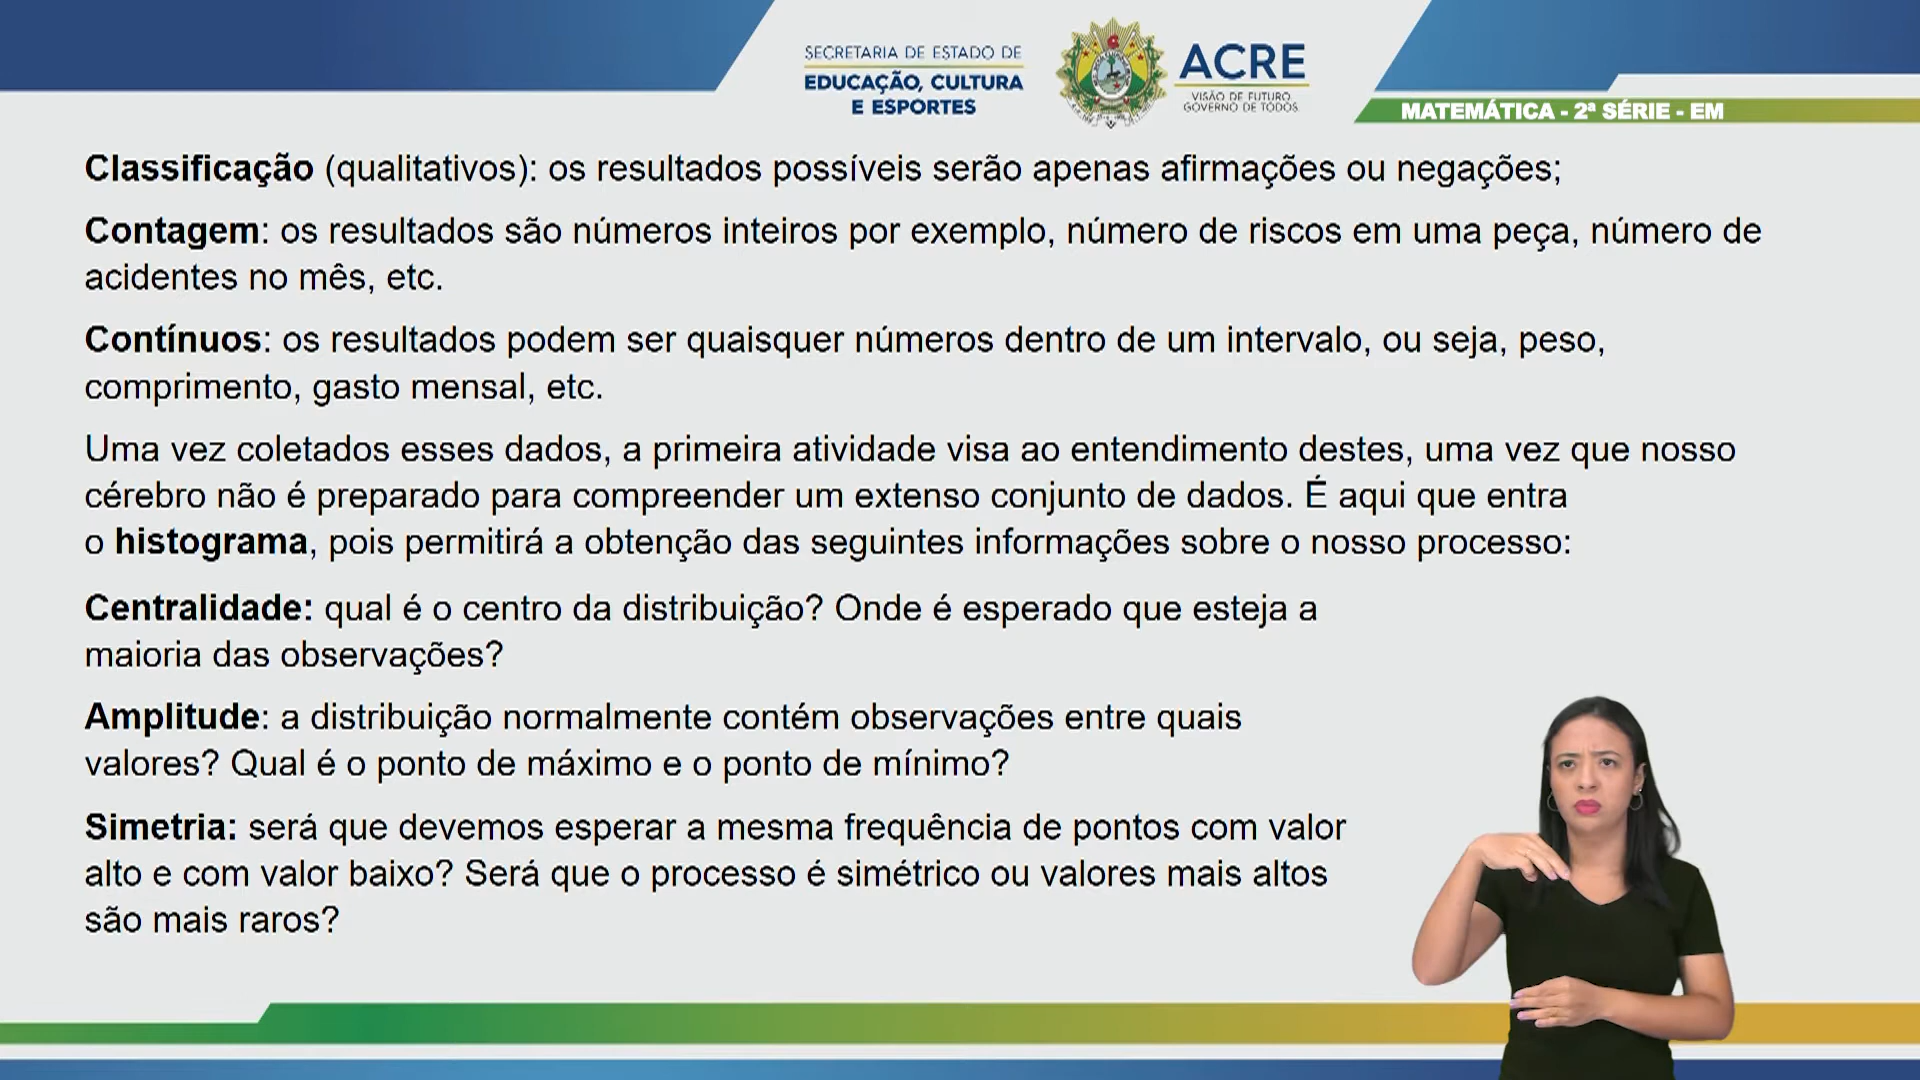 SECRETARIA DE ESTADO DE
EDUCAÇÃO, CULTURA
E ESPORTES
ACRE
VISÃO DE FUTURO.
GOVERNO DE TODOS.
MATEMÁTICA - 2ª SÉRIE - EM
Classificação (qualitativos): os resultados possíveis serão apenas afirmações ou negações;
Contagem: os resultados são números inteiros por exemplo, número de riscos em uma peça, número de
acidentes no mês, etc.
Contínuos: os resultados podem ser quaisquer números dentro de um intervalo, ou seja, peso,
comprimento, gasto mensal, etc.
Uma vez coletados esses dados, a primeira atividade visa ao entendimento destes, uma vez que nosso
cérebro não é preparado para compreender um extenso conjunto de dados. É aqui que entra
o histograma, pois permitirá a obtenção das seguintes informações sobre o nosso processo:
Centralidade: qual é o centro da distribuição? Onde é esperado que esteja a
maioria das observações?
Amplitude: a distribuição normalmente contém observações entre quais
valores? Qual é o ponto de máximo e o ponto de mínimo?
Simetria: será que devemos esperar a mesma frequência de pontos com valor
alto e com valor baixo? Será que o processo é simétrico ou valores mais altos
são mais raros?